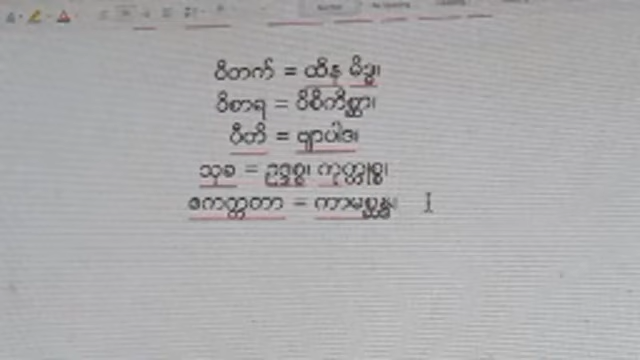 ဝိတက် = ထိန မိဒ္ဓ၊
ဝိစာရ = ဝိစိကိစ္ဆာ၊
ပီတိ = ဗျာပါဒ၊
သုခ = ဥဒ္ဓစ္စ၊ ကုက္ကုစ္စ၊
ဧကဂ္ဂတာ = ကာမစ္ဆန္ဒ၊